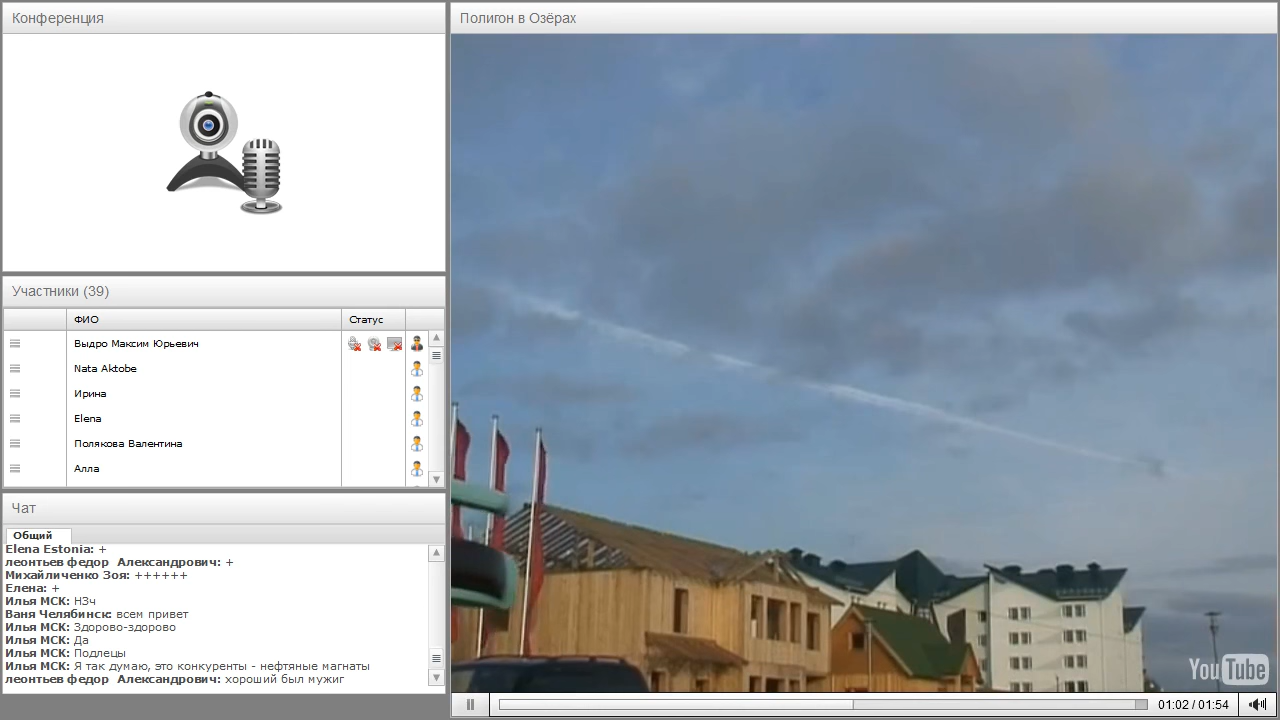 Конференция
Полигон в Озёрах
Участники (39)
ФИО
Статус
Выдро Максим Юрьевич
Nata Aktobe
Ирина
Elena
Полякова Валентина
Алла
Чат
Общий
Elena Estonia: +
леонтьев федор Александрович: +
Михайличенко Зоя: ++++++
Елена: +
Илья МСК: НЗч
Ваня Челябинск: всем привет
Илья МСК: Здорово-здорово
Илья МСК: Да
Илья МСК: Подлецы
Илья МСК: Я так думаю, это конкуренты - нефтяные магнаты
леонтьев федор Александрович: хороший был мужиг
YouTube
01:02 / 01:54